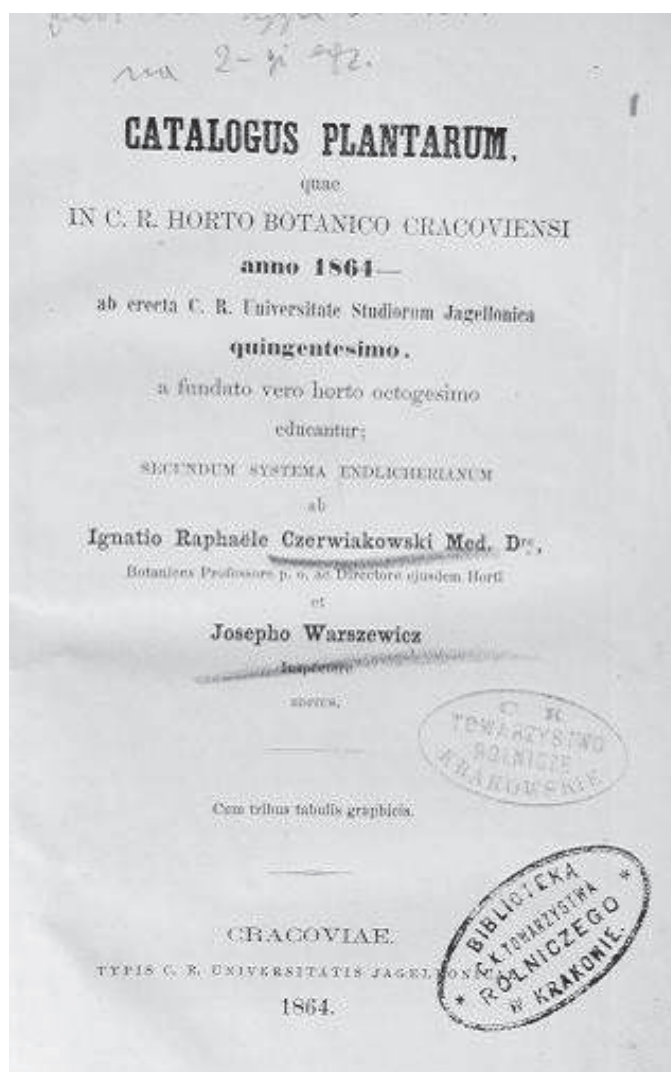 na 2-gi egz.
CATALOGUS PLANTARUM,
quae
IN C. R. HORTO BOTANICO CRACOVIENSI
anno 1864—
ab erecta C. R. Universitate Studiorum Jagellonica
quingentesimo,
a fundato vero horto octogesimo
educantur;
SECUNDUM SYSTEMA ENDLICHERIANUM
ab
Ignatio Raphaële Czerwiakowski Med. Dre,
Botanices Professore p. o. ac Directore ejusdem Horti
et
Josepho Warszewicz
Inspectore
C. K.
TOWARZYSTWO
ROLNICZE
KRAKOWSKIE
Cum tribus tabulis graphicis.
BIBLIOTEKA
C.K. TOWARZYSTWA
* ROLNICZEGO *
W KRAKOWIE.
CRACOVIAE.
TYPIS C. R. UNIVERSITATIS JAGELLONICAE
1864.